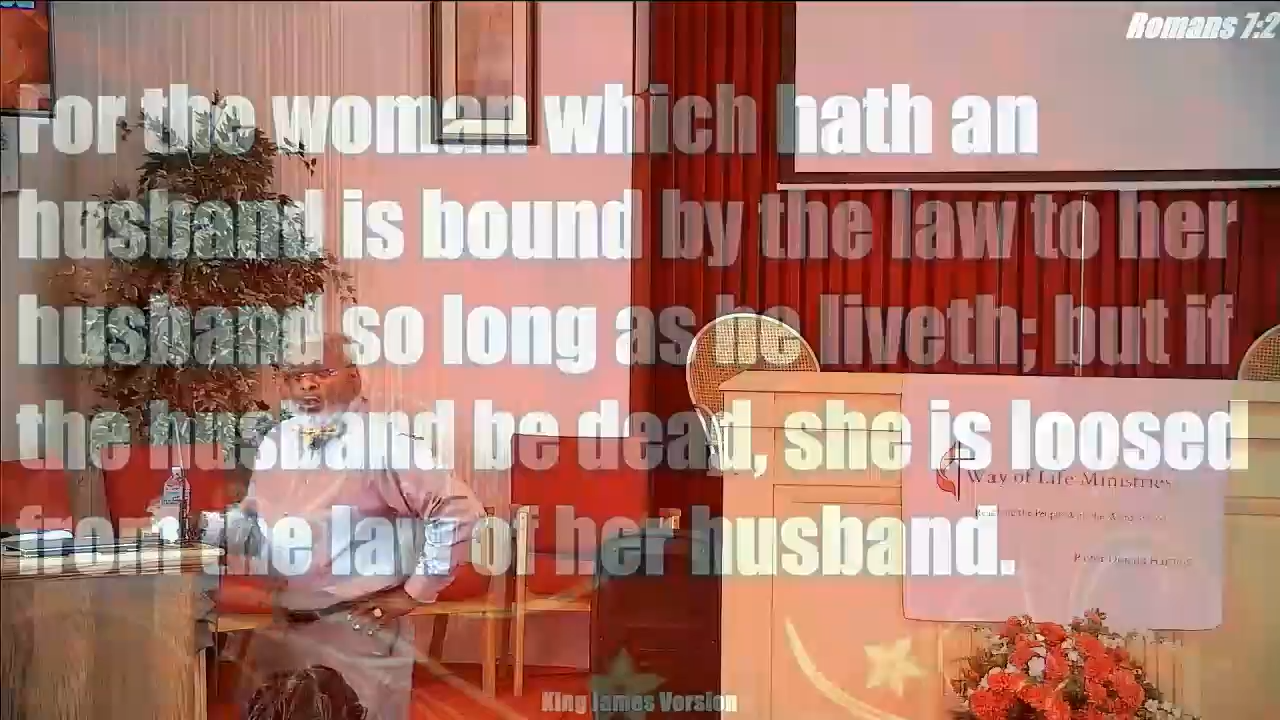 Romans 7:2
For the woman which hath an
husband is bound by the law to her
husband so long as he liveth; but if
the husband be dead, she is loosed
from the law of her husband.
Way of Life Ministries
King James Version